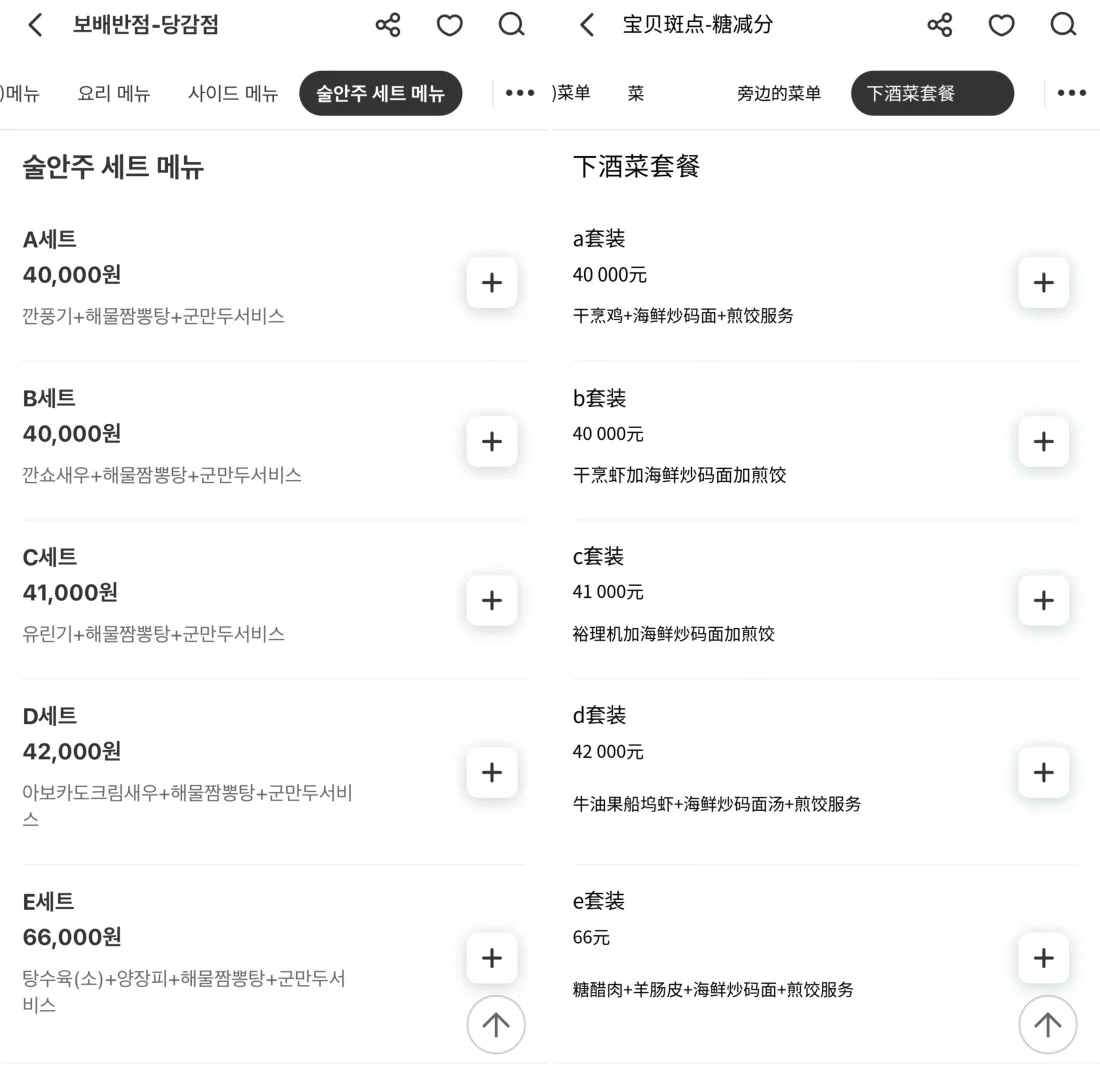 보배반점-당감점
)메뉴 요리 메뉴 사이드 메뉴 술안주 세트 메뉴
술안주 세트 메뉴
A세트
40,000원
깐풍기+해물짬뽕탕+군만두서비스
B세트
40,000원
깐쇼새우+해물짬뽕탕+군만두서비스
C세트
41,000원
유린기+해물짬뽕탕+군만두서비스
D세트
42,000원
아보카도크림새우+해물짬뽕탕+군만두서비
스
E세트
66,000원
탕수육(소)+양장피+해물짬뽕탕+군만두서
비스
宝贝斑点-糖减分
)菜单 菜 旁边的菜单 下酒菜套餐
下酒菜套餐
a套装
40 000元
干烹鸡+海鲜炒码面+煎饺服务
b套装
40 000元
干烹虾加海鲜炒码面加煎饺
c套装
41 000元
裕理机加海鲜炒码面加煎饺
d套装
42 000元
牛油果船坞虾+海鲜炒码面汤+煎饺服务
e套装
66元
糖醋肉+羊肠皮+海鲜炒码面+煎饺服务